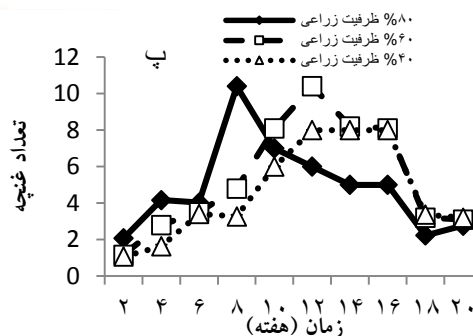 %۸۰ ظرفیت زراعی
%۶۰ ظرفیت زراعی
%۴۰ ظرفیت زراعی
پ
تعداد غنچه
12
10
8
6
4
2
0
۲ ۴ ۶ ۸ ۱۰ ۱۲ ۱۴ ۱۶ ۱۸ ۲۰
زمان (هفته)